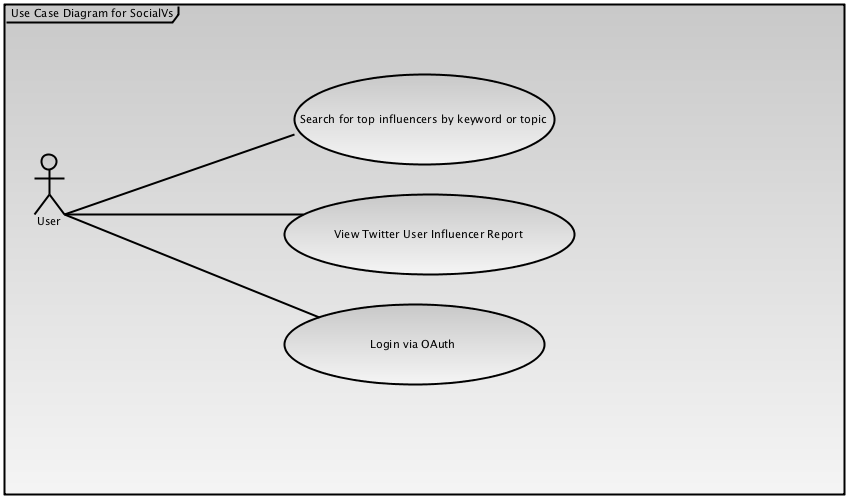 Use Case Diagram for SocialVs
Search for top influencers by keyword or topic
User
View Twitter User Influencer Report
Login via OAuth